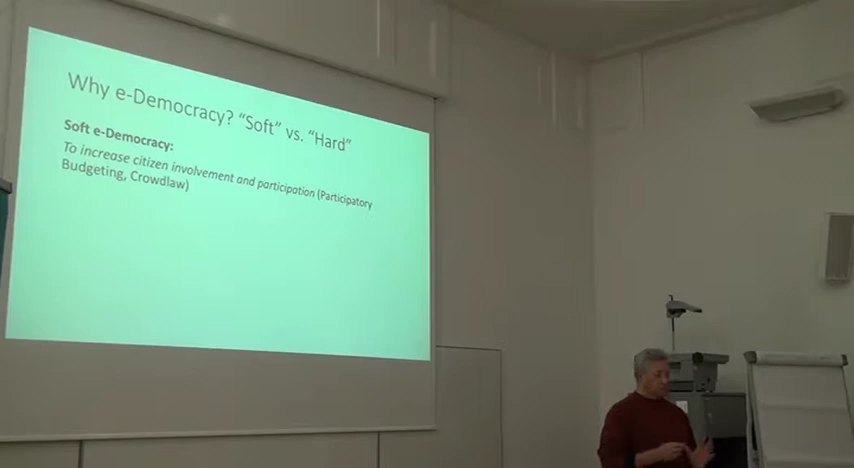 Why e-Democracy? “Soft” vs. “Hard”
Soft e-Democracy:
To increase citizen involvement and participation (Participatory
Budgeting, Crowdlaw)